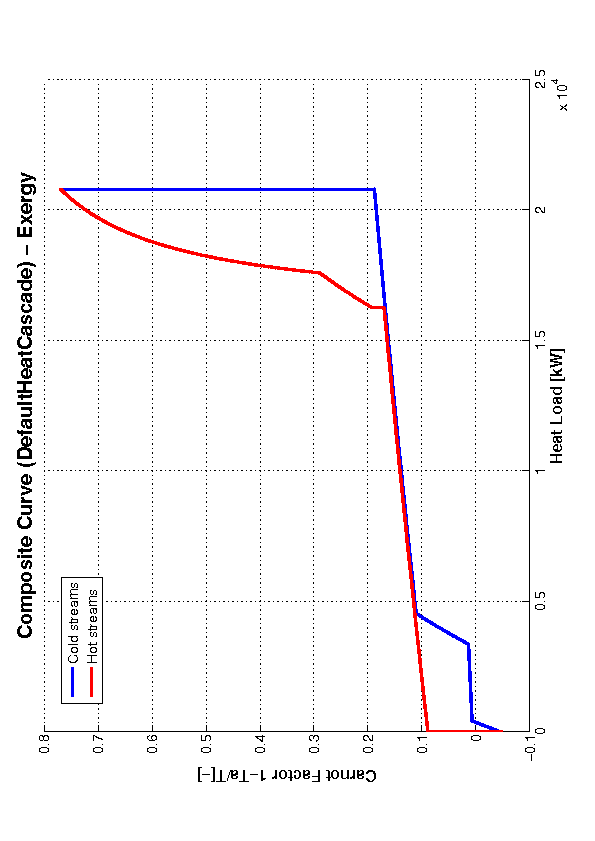 Composite Curve (DefaultHeatCascade) − Exergy
Cold streams
Hot streams
Carnot Factor 1−Ta/T[−]
0.8
0.7
0.6
0.5
0.4
0.3
0.2
0.1
0
−0.1
0
0.5
1
1.5
2
2.5
x 10^4
Heat Load [kW]